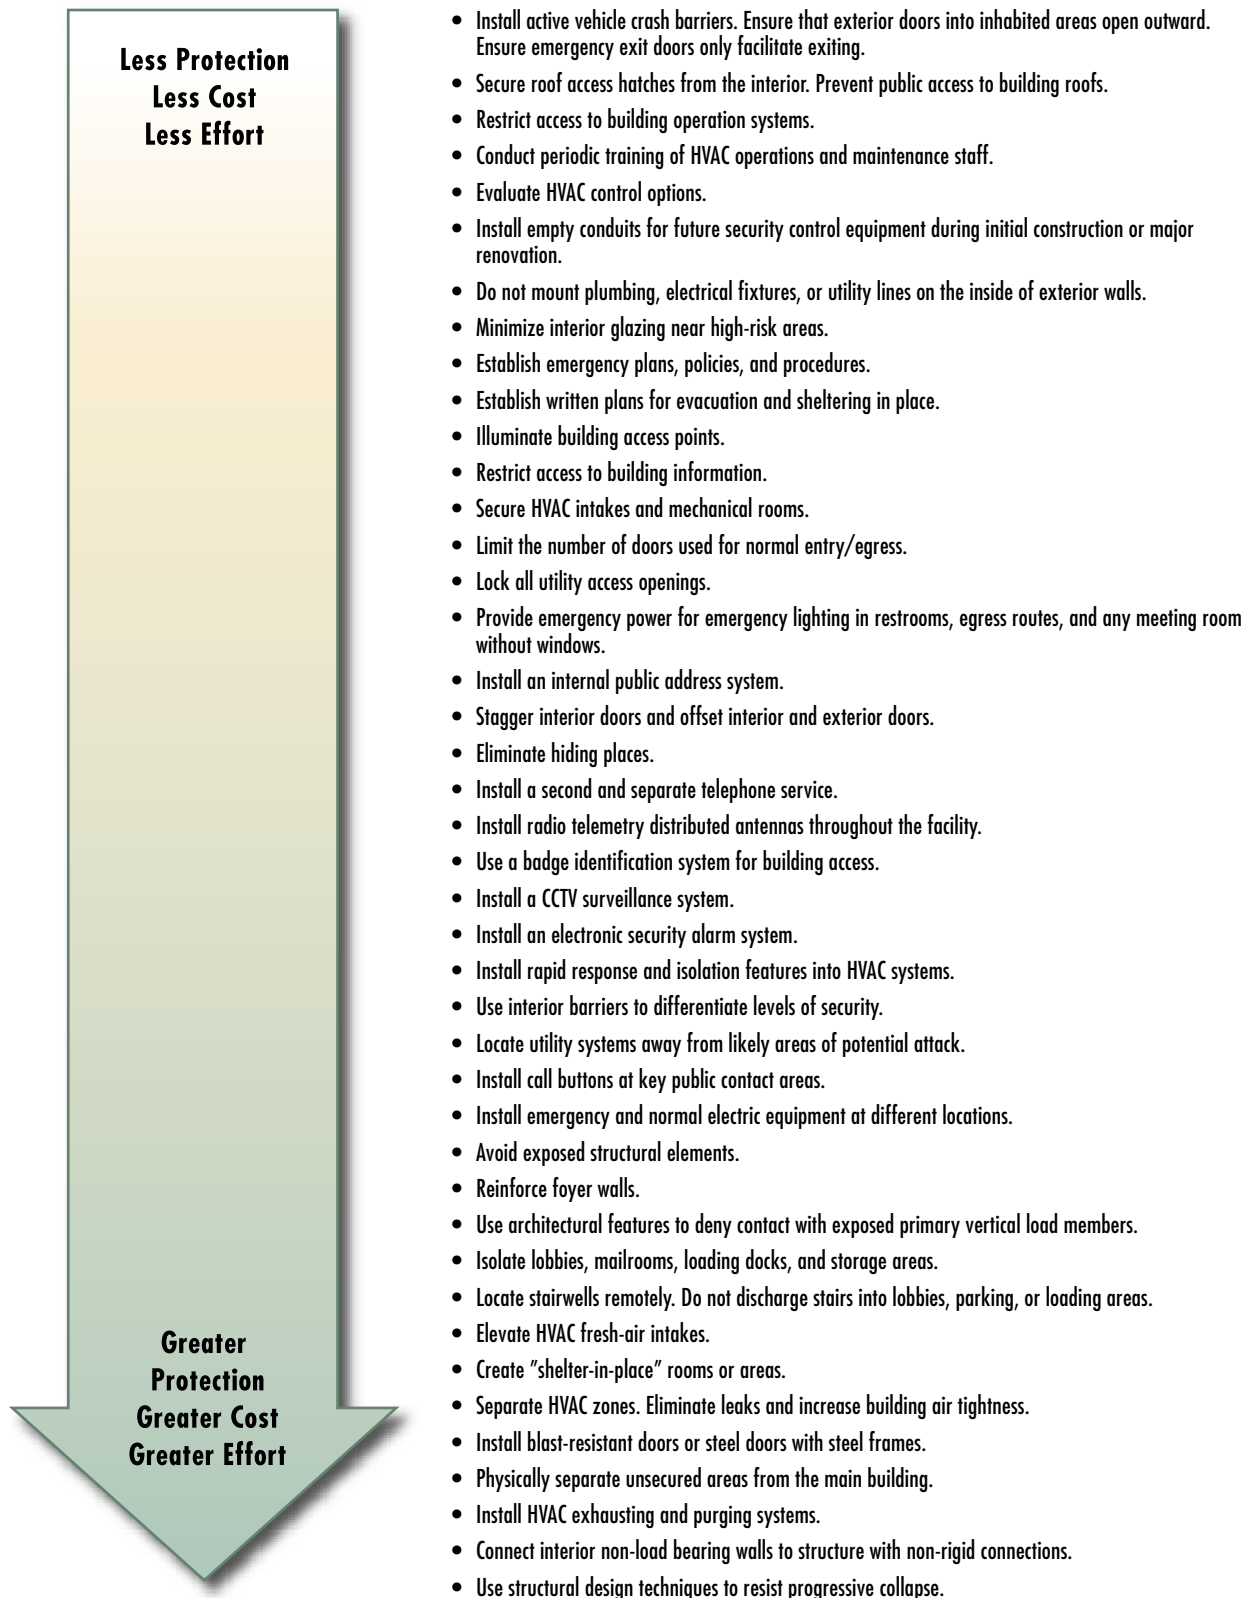 Less Protection
Less Cost
Less Effort
Greater
Protection
Greater Cost
Greater Effort
• Install active vehicle crash barriers. Ensure that exterior doors into inhabited areas open outward.
Ensure emergency exit doors only facilitate exiting.
• Secure roof access hatches from the interior. Prevent public access to building roofs.
• Restrict access to building operation systems.
• Conduct periodic training of HVAC operations and maintenance staff.
• Evaluate HVAC control options.
• Install empty conduits for future security control equipment during initial construction or major
renovation.
• Do not mount plumbing, electrical fixtures, or utility lines on the inside of exterior walls.
• Minimize interior glazing near high-risk areas.
• Establish emergency plans, policies, and procedures.
• Establish written plans for evacuation and sheltering in place.
• Illuminate building access points.
• Restrict access to building information.
• Secure HVAC intakes and mechanical rooms.
• Limit the number of doors used for normal entry/egress.
• Lock all utility access openings.
• Provide emergency power for emergency lighting in restrooms, egress routes, and any meeting room
without windows.
• Install an internal public address system.
• Stagger interior doors and offset interior and exterior doors.
• Eliminate hiding places.
• Install a second and separate telephone service.
• Install radio telemetry distributed antennas throughout the facility.
• Use a badge identification system for building access.
• Install a CCTV surveillance system.
• Install an electronic security alarm system.
• Install rapid response and isolation features into HVAC systems.
• Use interior barriers to differentiate levels of security.
• Locate utility systems away from likely areas of potential attack.
• Install call buttons at key public contact areas.
• Install emergency and normal electric equipment at different locations.
• Avoid exposed structural elements.
• Reinforce foyer walls.
• Use architectural features to deny contact with exposed primary vertical load members.
• Isolate lobbies, mailrooms, loading docks, and storage areas.
• Locate stairwells remotely. Do not discharge stairs into lobbies, parking, or loading areas.
• Elevate HVAC fresh-air intakes.
• Create "shelter-in-place" rooms or areas.
• Separate HVAC zones. Eliminate leaks and increase building air tightness.
• Install blast-resistant doors or steel doors with steel frames.
• Physically separate unsecured areas from the main building.
• Install HVAC exhausting and purging systems.
• Connect interior non-load bearing walls to structure with non-rigid connections.
• Use structural design techniques to resist progressive collapse.